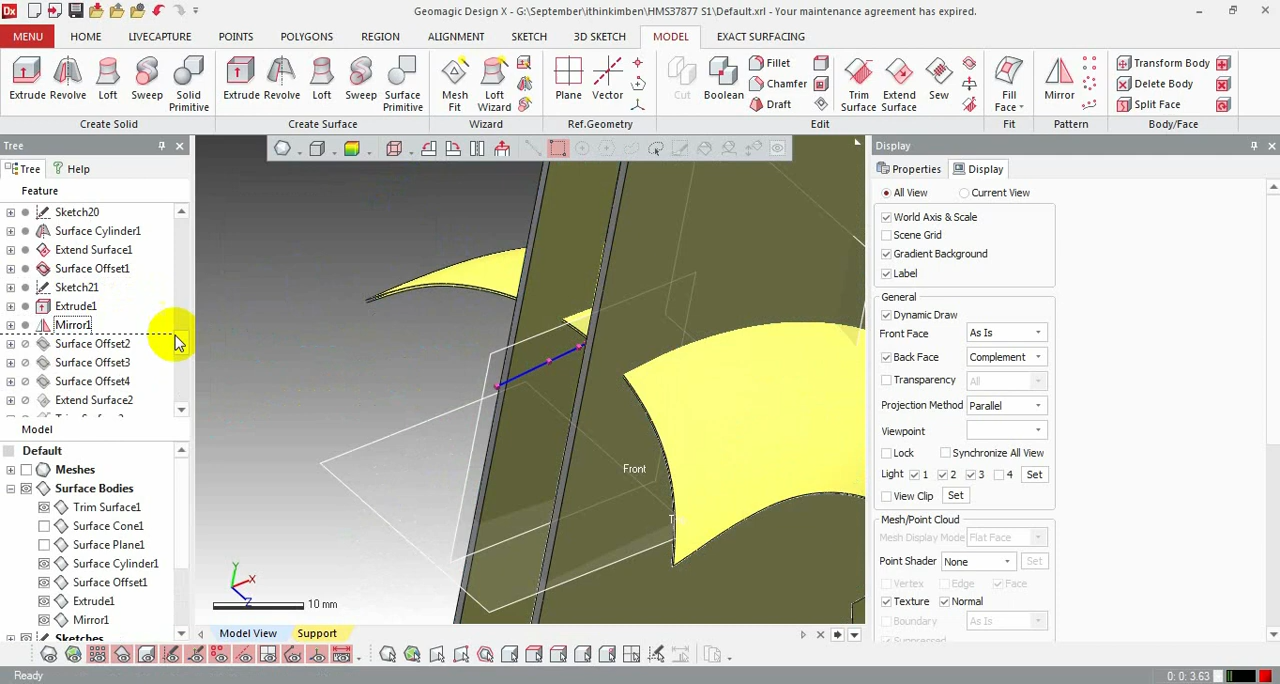 Geomagic Design X - G:\September\ithinkimben\HMS37877 S1\Default.xrl - Your maintenance agreement has expired.
MENU HOME LIVECAPTURE POINTS POLYGONS REGION ALIGNMENT SKETCH 3D SKETCH MODEL EXACT SURFACING
Extrude Revolve Loft Sweep Solid Primitive Extrude Revolve Loft Sweep Surface Primitive Mesh Fit Loft Wizard Plane Vector Cut Boolean Fillet Chamfer Draft Trim Surface Extend Surface Sew Fill Face Mirror Transform Body Delete Body Split Face
Create Solid Create Surface Wizard Ref.Geometry Edit Fit Pattern Body/Face
Tree
Tree Help
Feature
Sketch20
Surface Cylinder1
Extend Surface1
Surface Offset1
Sketch21
Extrude1
Mirror1
Surface Offset2
Surface Offset3
Surface Offset4
Extend Surface2
Model
Default
Meshes
Surface Bodies
Trim Surface1
Surface Cone1
Surface Plane1
Surface Cylinder1
Surface Offset1
Extrude1
Mirror1
Sketches
Front
Y
X
Z
10 mm
Model View Support
Display
Properties Display
All View Current View
World Axis & Scale
Scene Grid
Gradient Background
Label
General
Dynamic Draw
Front Face As Is
Back Face Complement
Transparency All
Projection Method Parallel
Viewpoint
Lock Synchronize All View
Light 1 2 3 4 Set
View Clip Set
Mesh/Point Cloud
Mesh Display Mode Flat Face
Point Shader None Set
Vertex Edge Face
Texture Normal
Boundary As Is
Ready
0: 0: 3.63